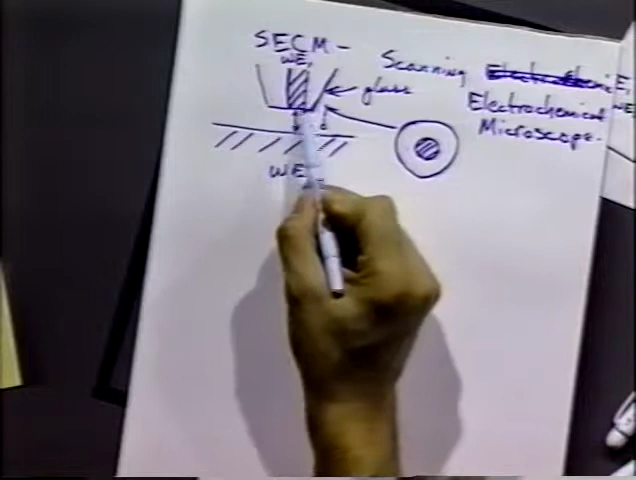 SECM -
WE,
Scanning
glass
Electrochemical
Microscope.
WE